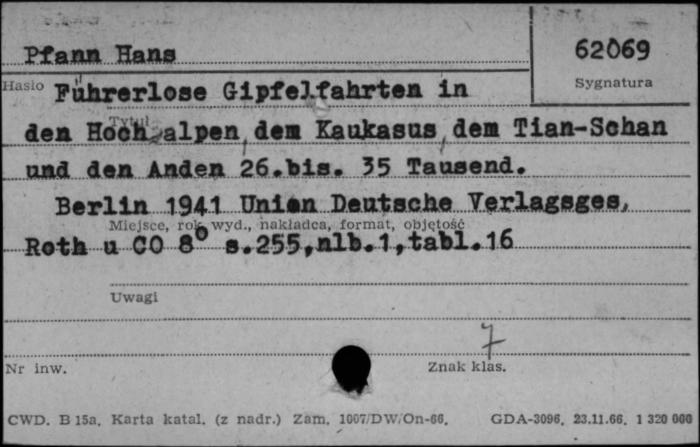 Pfann Hans
62069
Hasło
Sygnatura
Führerlose Gipfelfahrten in
Tytuł
den Hoch alpen, dem Kaukasus, dem Tian-Schan
und den Anden 26.bis. 35 Tausend.
Berlin 1941 Union Deutsche Verlagsges,
Miejsce, rok wyd., nakładca, format, objętość
Roth u CO 8° s.255,nlb.1,tabl.16
Uwagi
7
Nr inw.
Znak klas.
CWD. B 15a. Karta katal. (z nadr.) Zam. 1007/DW/On-66. GDA-3096, 23.11.66. 1 320 000